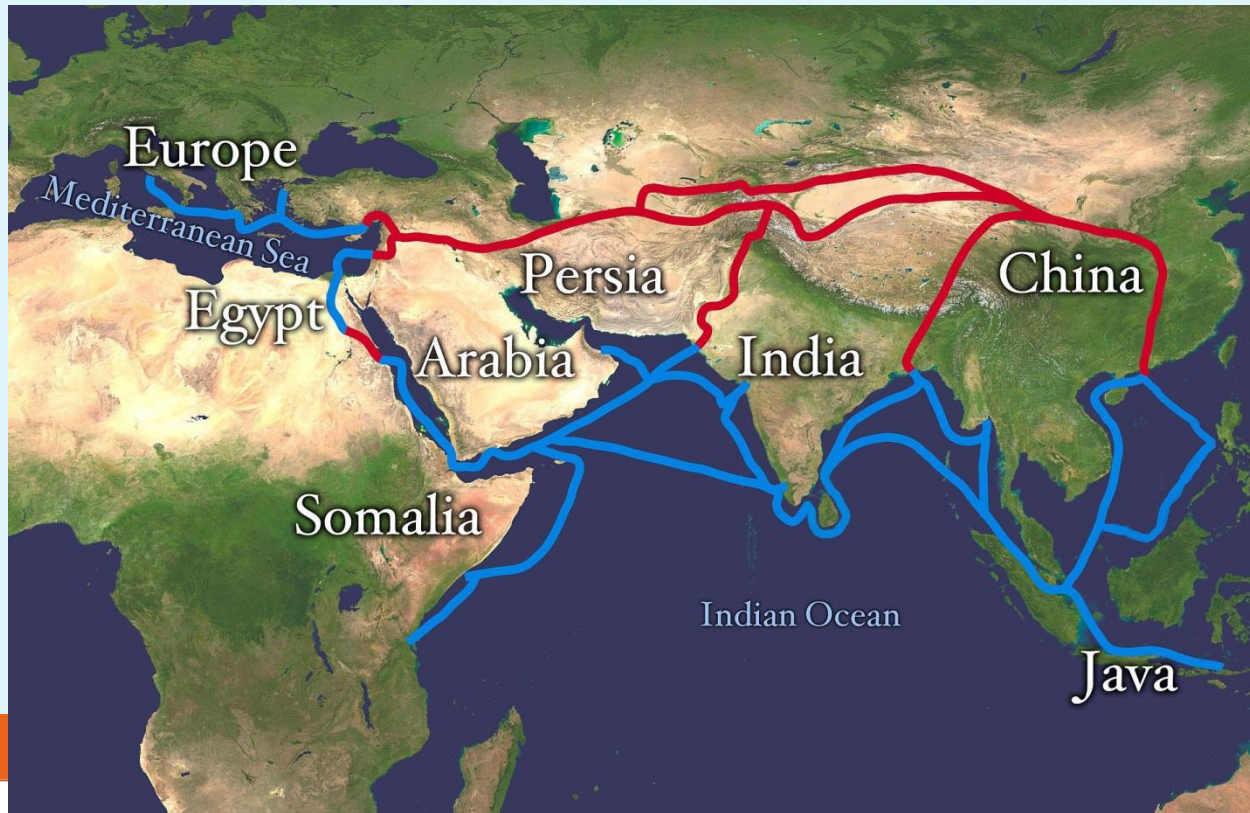 Europe
Mediterranean Sea
Egypt
Persia
China
Arabia
India
Somalia
Indian Ocean
Java